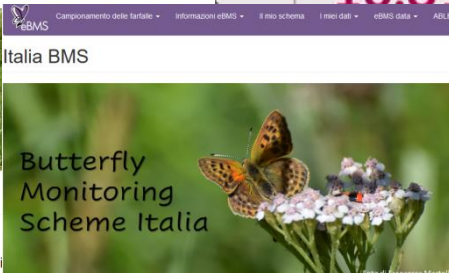 eBMS
Campionamento delle farfalle
Informazioni eBMS
Il mio schema
I miei dati
eBMS data
ABLE
Italia BMS
Butterfly
Monitoring
Scheme Italia